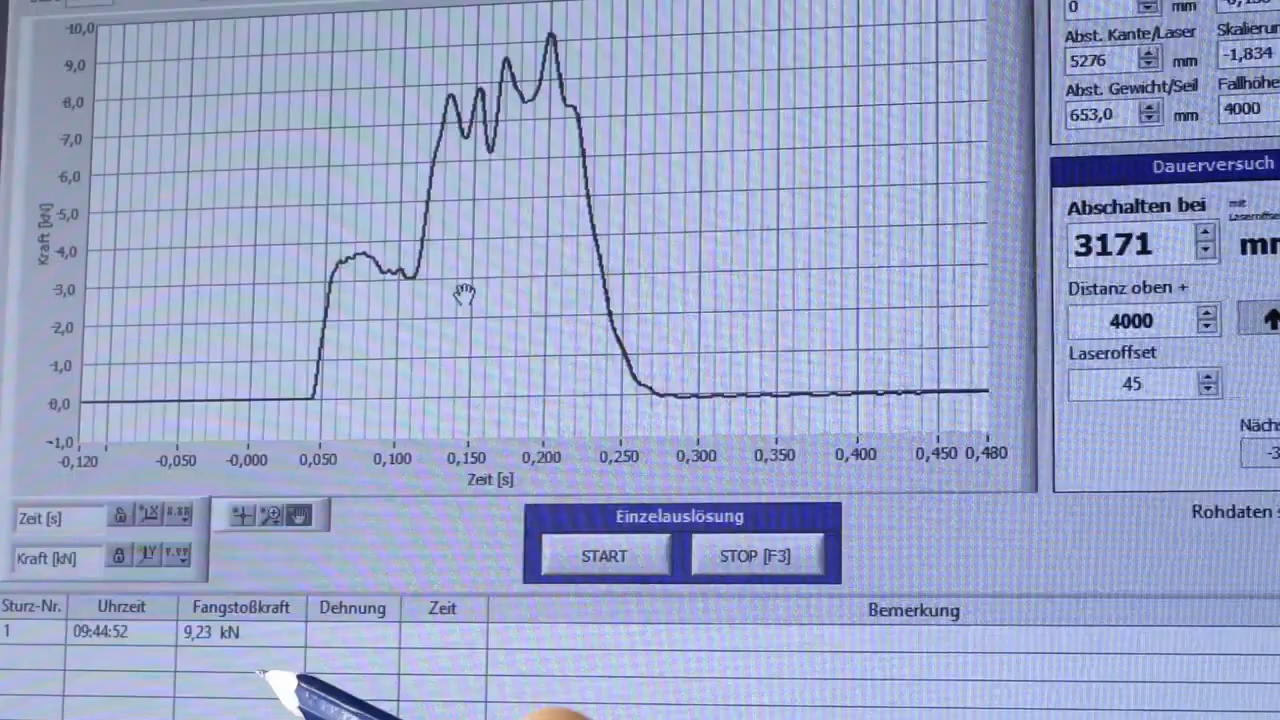 10,0
9,0
8,0
7,0
6,0
5,0
4,0
3,0
2,0
1,0
0,0
-1,0
Kraft [kN]
-0,120 -0,050 -0,000 0,050 0,100 0,150 0,200 0,250 0,300 0,350 0,400 0,450 0,480
Zeit [s]
0 mm
Abst. Kante/Laser
5276 mm -1,834
Abst. Gewicht/Seil Fallhöhe
653,0 mm 4000
Dauerversuch
Abschalten bei mit
3171
Distanz oben +
4000
Laseroffset
45
Rohdaten
Zeit [s]
Kraft [kN]
Einzelauslösung
START STOP [F3]
Sturz-Nr. Uhrzeit Fangstoßkraft Dehnung Zeit Bemerkung
1 09:44:52 9,23 kN